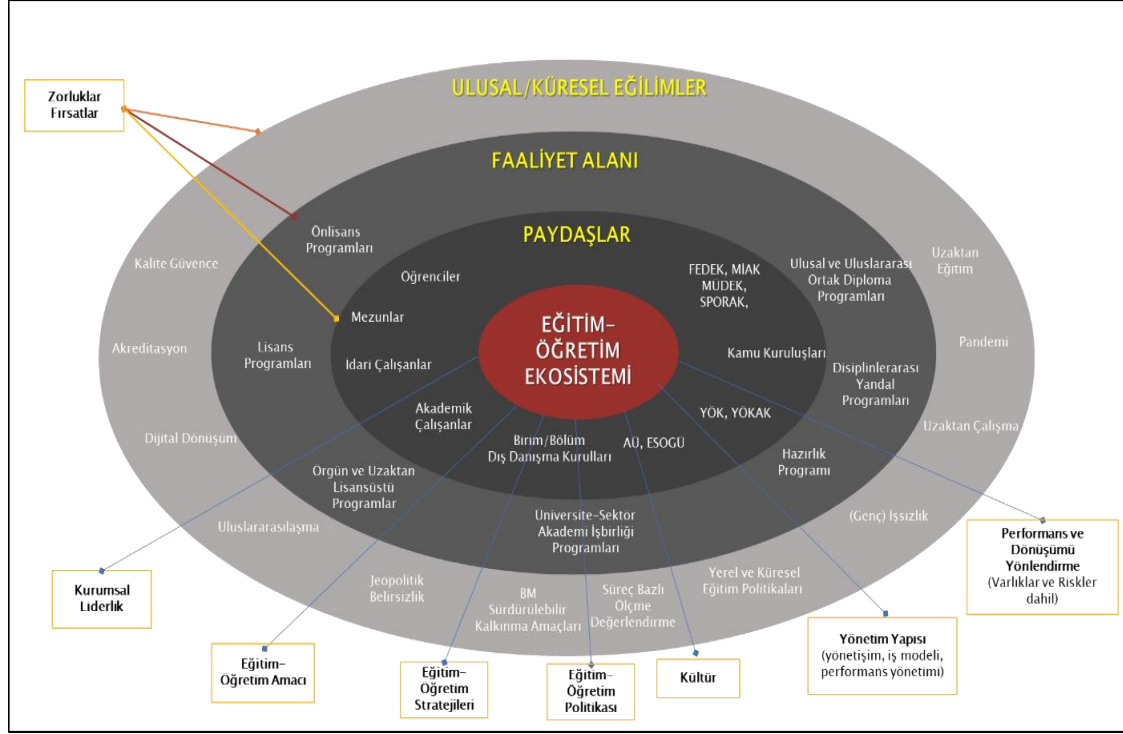 ULUSAL/KÜRESEL EĞİLİMLER
Zorluklar
Fırsatlar
FAALİYET ALANI
Önlisans
Programları
PAYDAŞLAR
Kalite Güvence
Öğrenciler
FEDEK, MİAK
MÜDEK,
SPORAK,
Ulusal ve Uluslararası
Ortak Diploma
Programları
Uzaktan
Eğitim
Mezunlar
EĞİTİM-
ÖĞRETİM
EKOSİSTEMİ
Akreditasyon
Lisans
Programları
İdari Çalışanlar
Kamu Kuruluşları
Pandemi
Disiplinlerarası
Yandal
Programları
Akademik
Çalışanlar
YÖK, YÖKAK
Uzaktan Çalışma
Dijital Dönüşüm
Birim/Bölüm
Dış Danışma Kurulları
AÜ, ESOGÜ
Hazırlık
Programı
Örgün ve Uzaktan
Lisansüstü
Programlar
Üniversite-Sektör
Akademi İşbirliği
Programları
(Genç) İşsizlik
Uluslararasılaşma
Jeopolitik
Belirsizlik
BM
Sürdürülebilir
Kalkınma Amaçları
Süreç Bazlı
Ölçme
Değerlendirme
Yerel ve Küresel
Eğitim Politikaları
Performans ve
Dönüşümü
Yönlendirme
(Varlıklar ve Riskler
dahil)
Kurumsal
Liderlik
Eğitim-
Öğretim Amacı
Eğitim-
Öğretim
Stratejileri
Eğitim-
Öğretim
Politikası
Kültür
Yönetim Yapısı
(yönetişim, iş modeli,
performans yönetimi)